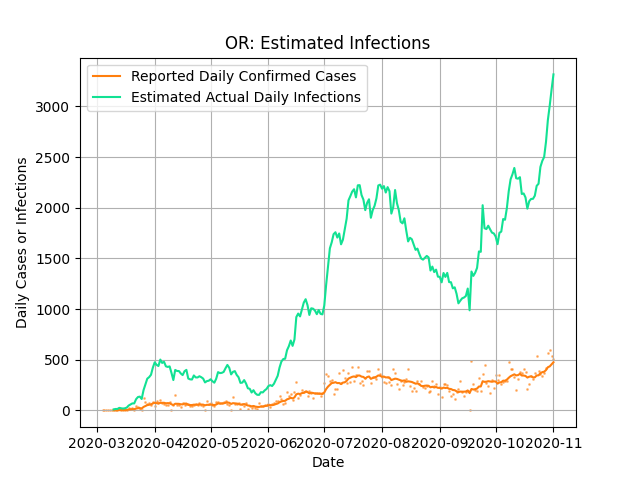 OR: Estimated Infections
Reported Daily Confirmed Cases
Estimated Actual Daily Infections
Daily Cases or Infections
3000
2500
2000
1500
1000
500
0
2020-03 2020-04 2020-05 2020-06 2020-07 2020-08 2020-09 2020-10 2020-11
Date